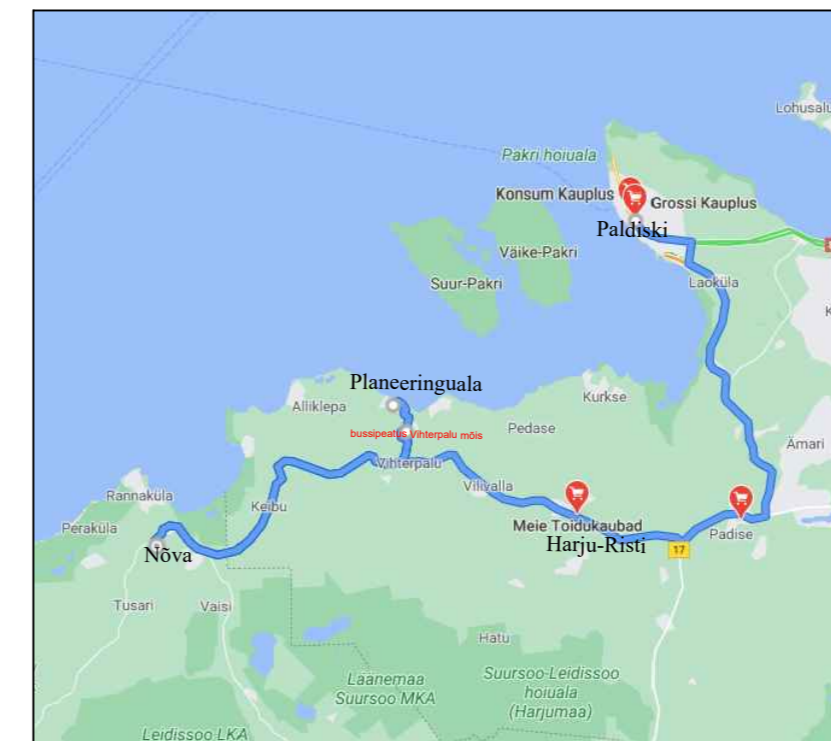 Lohusalu
Pakri hoiuala
Konsum Kauplus
Grossi Kauplus
Paldiski
Väike-Pakri
Laoküla
Suur-Pakri
Planeeringuala
Kurkse
Alliklepa
Pedase
bussipeatus Vihterpalu mõis
Ämari
Vihterpalu
Vilivalla
Rannaküla
Keibu
Peraküla
Meie Toidukaubad
Padise
Harju-Risti
17
Nõva
Tusari
Vaisi
Hatu
Läänemaa
Suursoo MKA
Suursoo-Leidissoo
hoiuala
(Harjumaa)
Leidissoo LKA